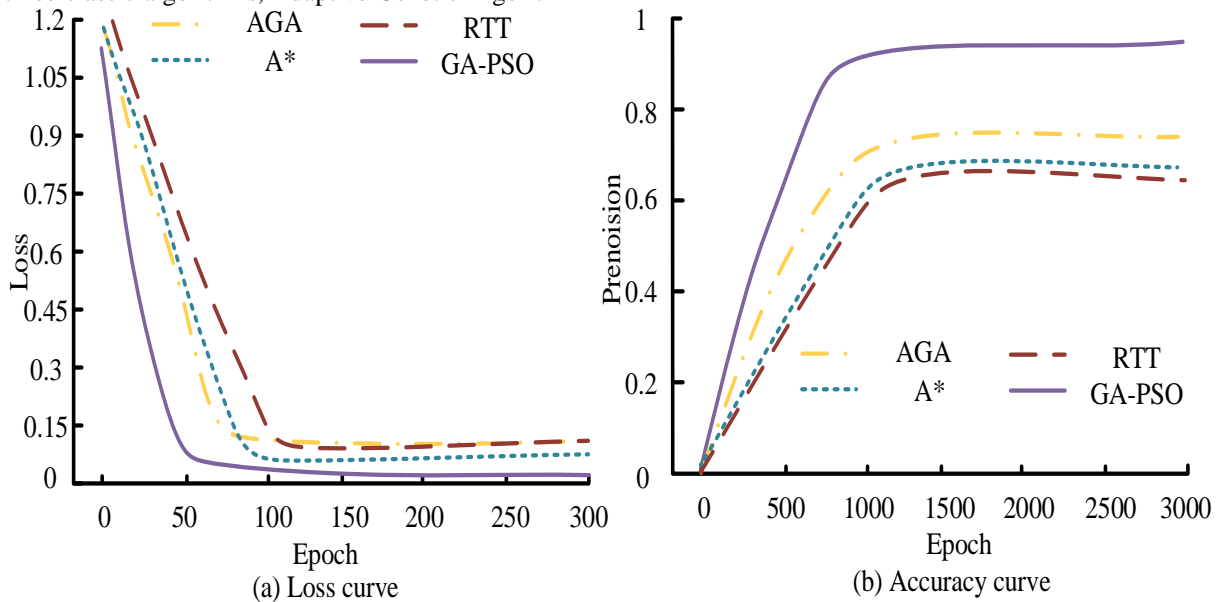 1.2
AGA
RTT
A*
GA-PSO
1.05
0.9
0.75
0.6
0.45
0.3
0.15
0
Loss
0 50 100 150 200 250 300
Epoch
(a) Loss curve
1
0.8
0.6
0.4
0.2
0
Prenoision
AGA
RTT
A*
GA-PSO
0 500 1000 1500 2000 2500 3000
Epoch
(b) Accuracy curve